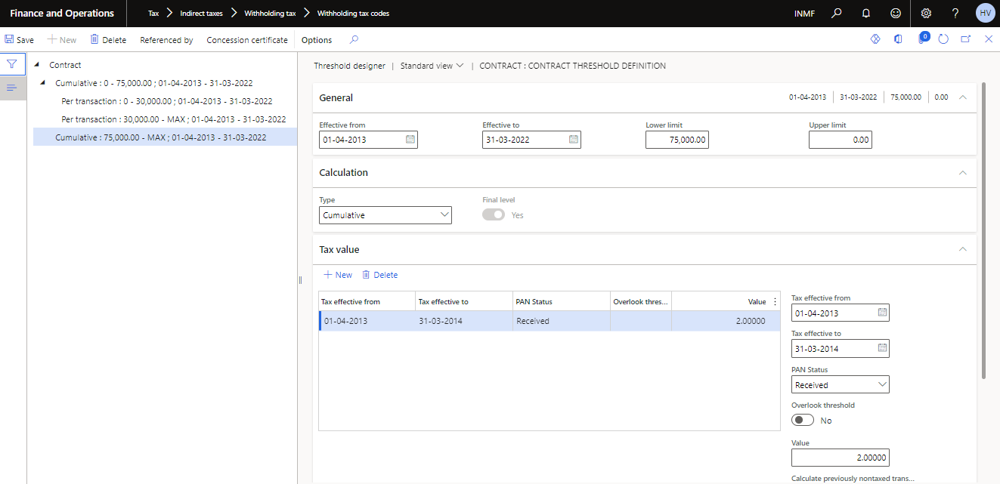 Finance and Operations
Tax > Indirect taxes > Withholding tax > Withholding tax codes
INMF
?
HV
Save
New
Delete
Referenced by
Concession certificate
Options
0
Contract
Cumulative : 0 - 75,000.00 ; 01-04-2013 - 31-03-2022
Per transaction : 0 - 30,000.00 ; 01-04-2013 - 31-03-2022
Per transaction : 30,000.00 - MAX ; 01-04-2013 - 31-03-2022
Cumulative : 75,000.00 - MAX ; 01-04-2013 - 31-03-2022
Threshold designer | Standard view | CONTRACT : CONTRACT THRESHOLD DEFINITION
General
01-04-2013 31-03-2022 75,000.00 0.00
Effective from Effective to Lower limit Upper limit
01-04-2013 31-03-2022 75,000.00 0.00
Calculation
Type Final level
Cumulative Yes
Tax value
New Delete
Tax effective from Tax effective to PAN Status Overlook thres... Value
01-04-2013 31-03-2014 Received 2.00000
Tax effective from
01-04-2013
Tax effective to
31-03-2014
PAN Status
Received
Overlook threshold
No
Value
2.00000
Calculate previously nontaxed trans...